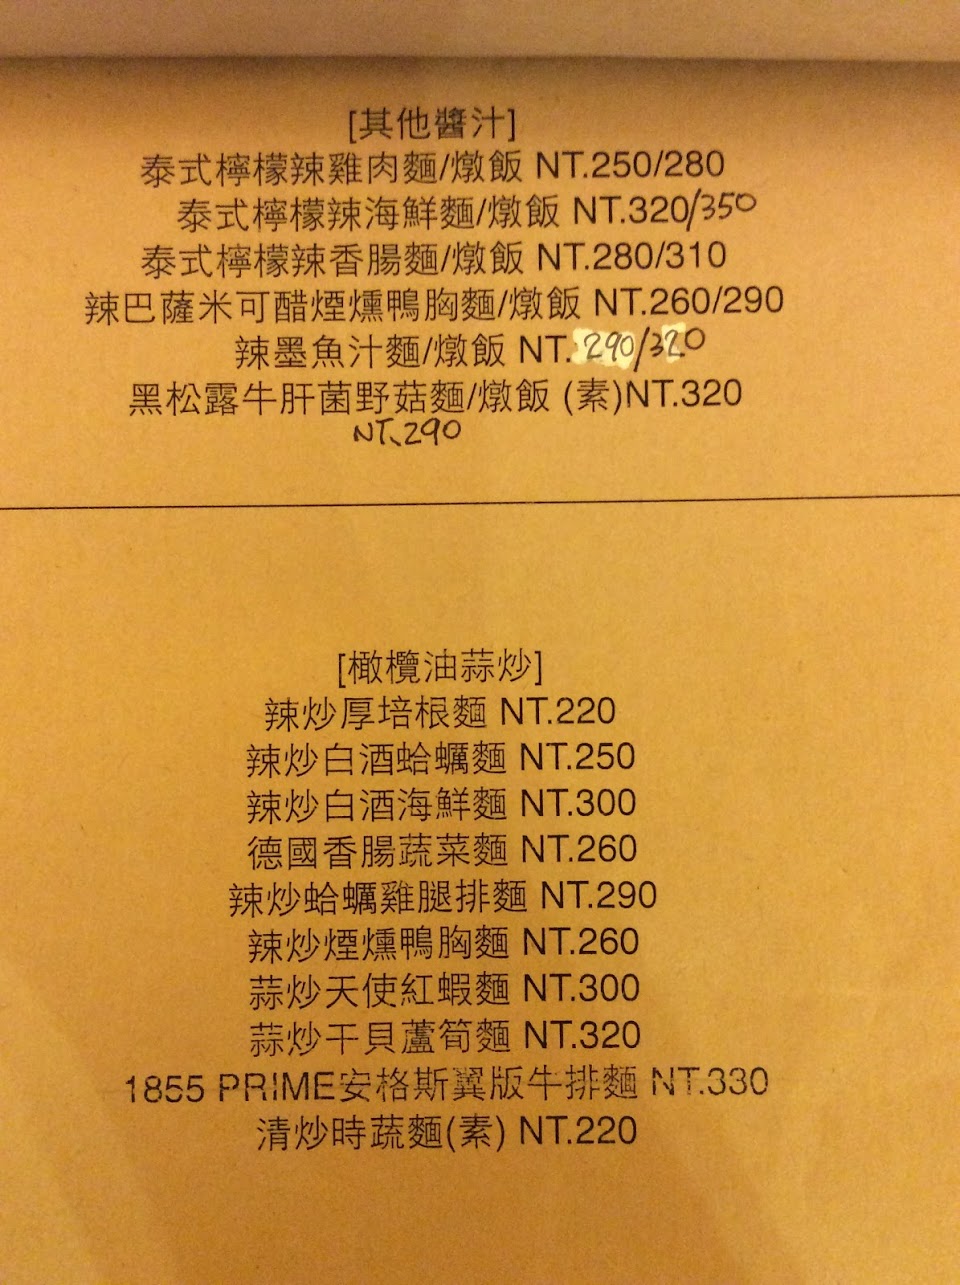 [其他醬汁]
泰式檸檬辣雞肉麵/燉飯 NT.250/280
泰式檸檬辣海鮮麵/燉飯 NT.320/350
泰式檸檬辣香腸麵/燉飯 NT.280/310
辣巴薩米可醋煙燻鴨胸麵/燉飯 NT.260/290
辣墨魚汁麵/燉飯 NT.290/320
黑松露牛肝菌野菇麵/燉飯 (素)NT.320
NT.290
[橄欖油蒜炒]
辣炒厚培根麵 NT.220
辣炒白酒蛤蠣麵 NT.250
辣炒白酒海鮮麵 NT.300
德國香腸蔬菜麵 NT.260
辣炒蛤蠣雞腿排麵 NT.290
辣炒煙燻鴨胸麵 NT.260
蒜炒天使紅蝦麵 NT.300
蒜炒干貝蘆筍麵 NT.320
1855 PRIME安格斯翼版牛排麵 NT.330
清炒時蔬麵(素) NT.220